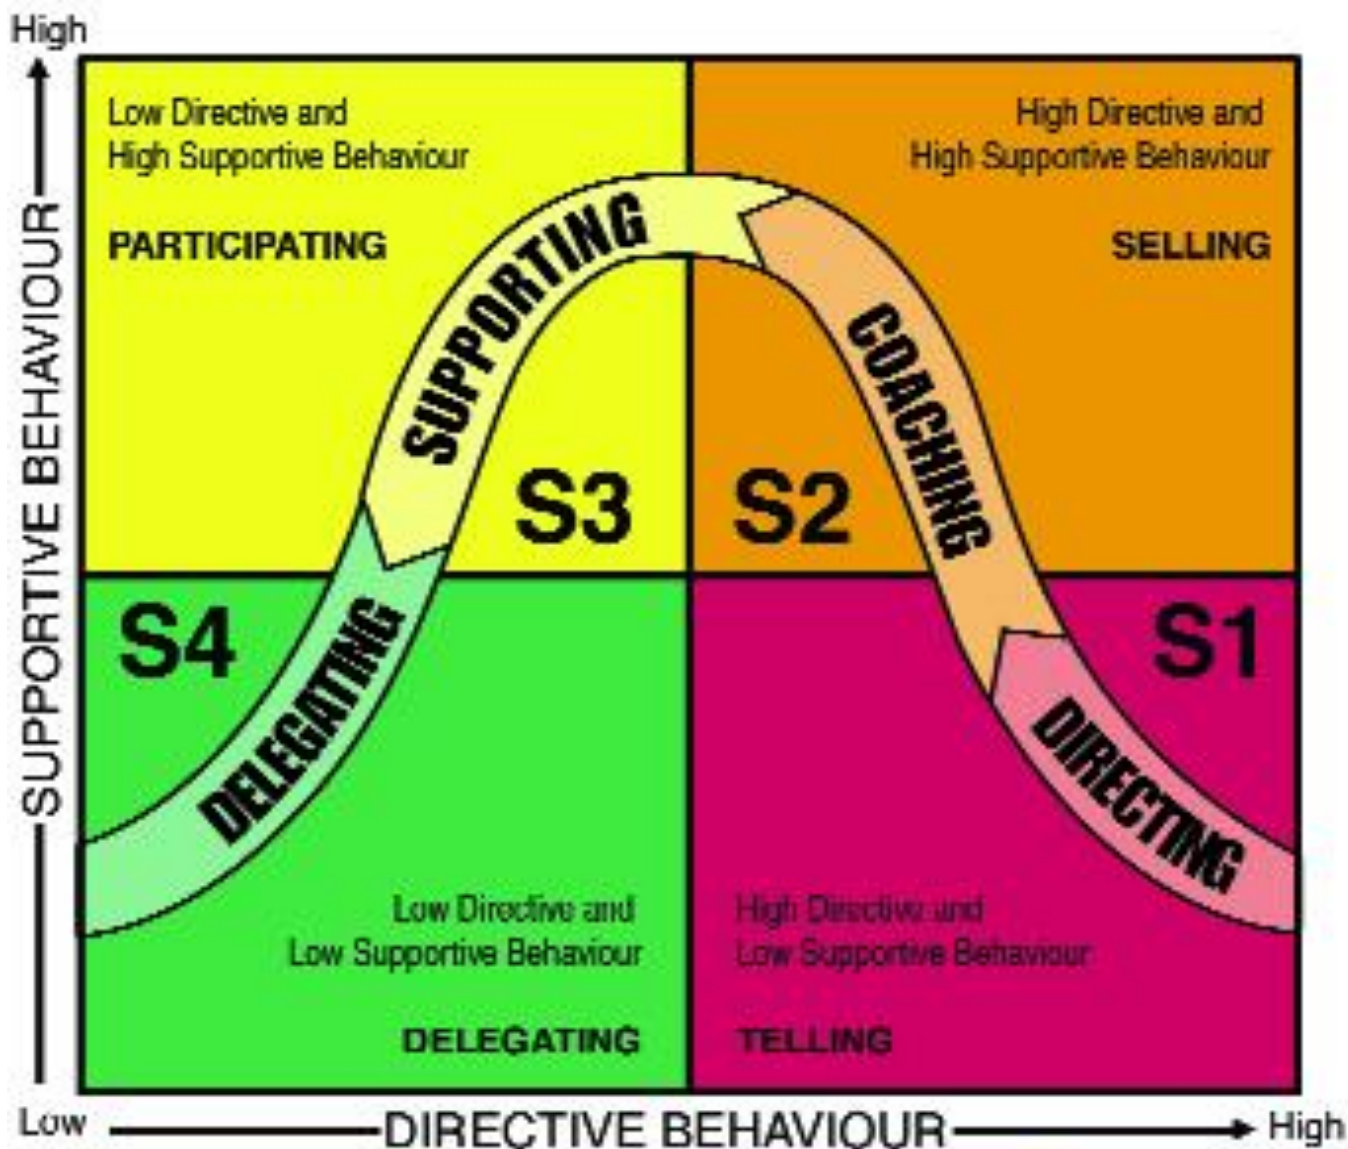 High
SUPPORTIVE BEHAVIOUR
Low Directive and
High Supportive Behaviour
PARTICIPATING
High Directive and
High Supportive Behaviour
SELLING
SUPPORTING
COACHING
S3
S2
S4
S1
DELEGATING
DIRECTING
Low Directive and
Low Supportive Behaviour
DELEGATING
High Directive and
Low Supportive Behaviour
TELLING
Low
DIRECTIVE BEHAVIOUR
High